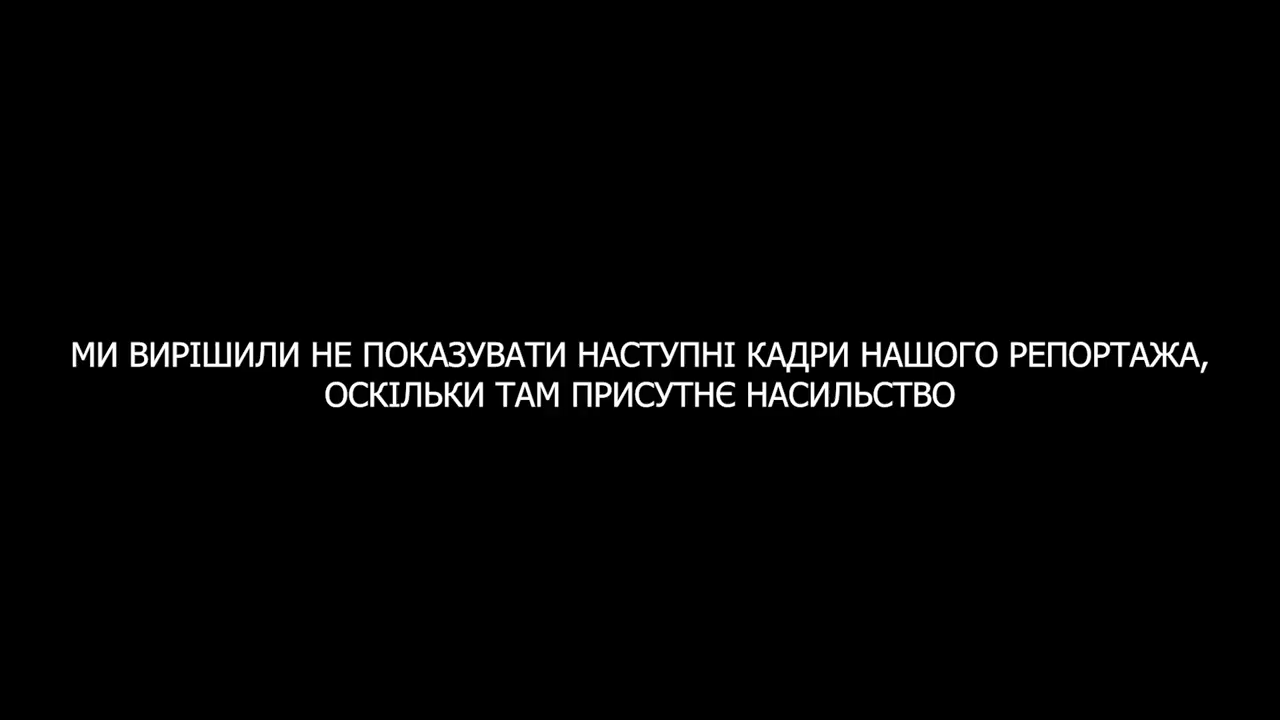 МИ ВИРІШИЛИ НЕ ПОКАЗУВАТИ НАСТУПНІ КАДРИ НАШОГО РЕПОРТАЖА,
ОСКІЛЬКИ ТАМ ПРИСУТНЄ НАСИЛЬСТВО